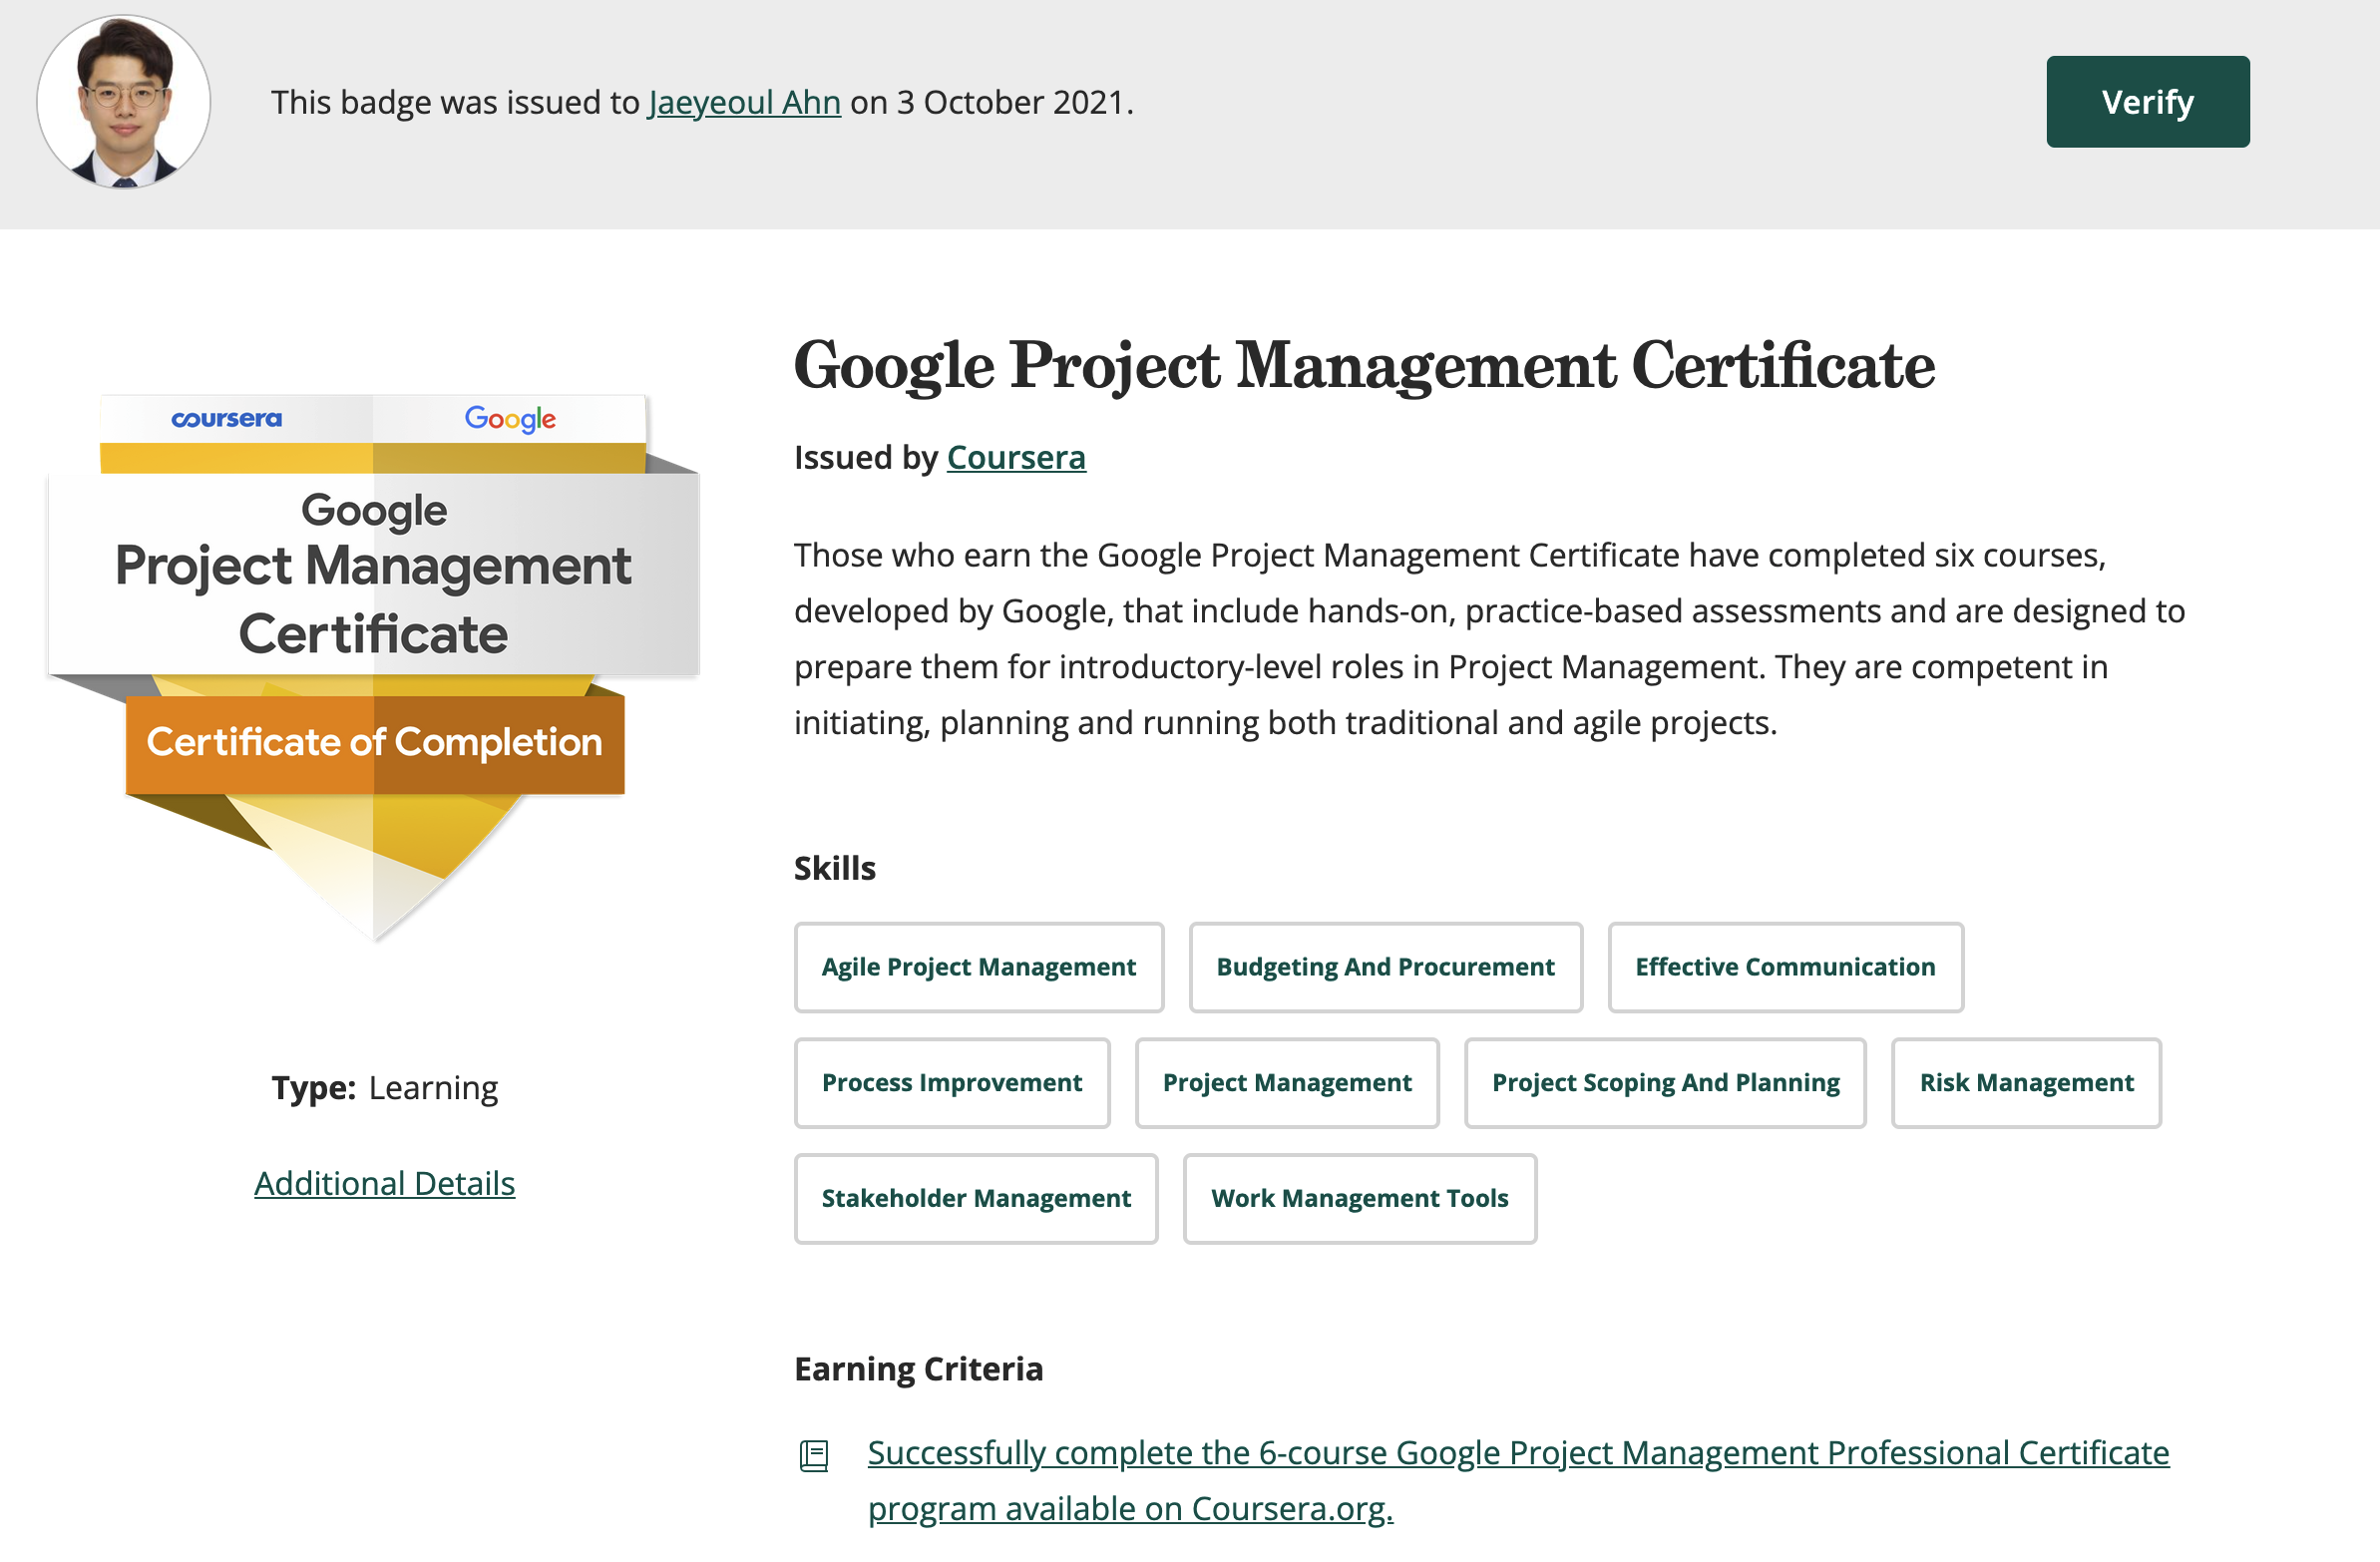 This badge was issued to Jaeyeoul Ahn on 3 October 2021.
Verify
coursera
Google
Google
Project Management
Certificate
Certificate of Completion
Type: Learning
Additional Details
Google Project Management Certificate
Issued by Coursera
Those who earn the Google Project Management Certificate have completed six courses,
developed by Google, that include hands-on, practice-based assessments and are designed to
prepare them for introductory-level roles in Project Management. They are competent in
initiating, planning and running both traditional and agile projects.
Skills
Agile Project Management
Budgeting And Procurement
Effective Communication
Process Improvement
Project Management
Project Scoping And Planning
Risk Management
Stakeholder Management
Work Management Tools
Earning Criteria
Successfully complete the 6-course Google Project Management Professional Certificate
program available on Coursera.org.